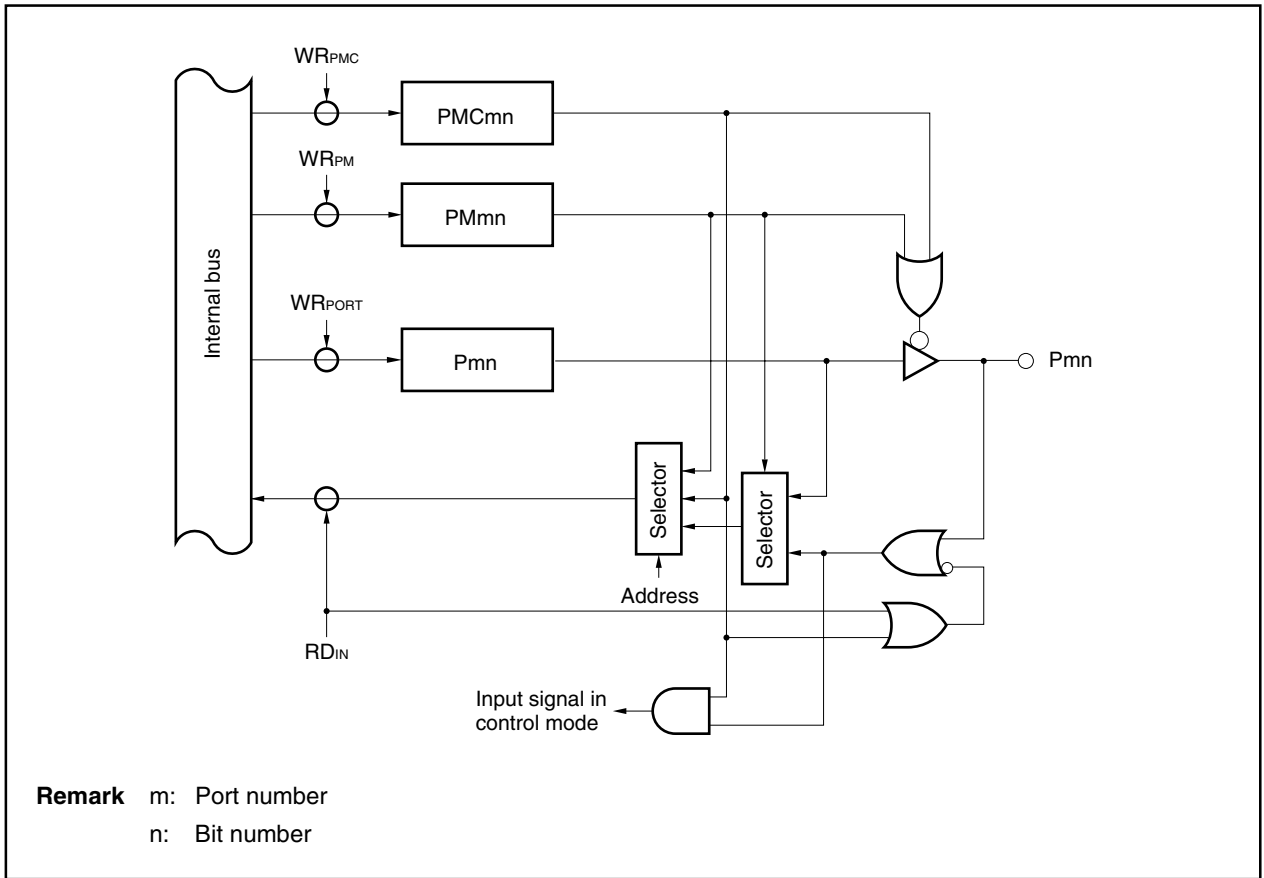 WRPMC
PMCmn
WRPM
PMmn
Internal bus
WRPORT
Pmn
Pmn
Selector
Selector
Address
RDIN
Input signal in
control mode
Remark m: Port number
n: Bit number